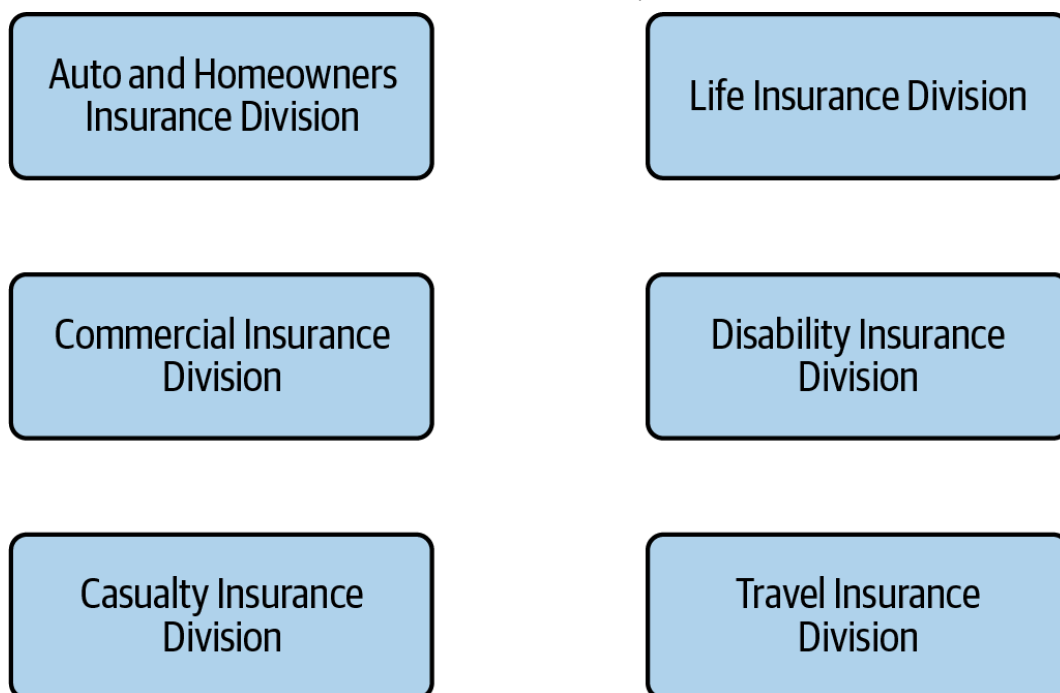 Auto and Homeowners
Insurance Division
Life Insurance Division
Commercial Insurance
Division
Disability Insurance
Division
Casualty Insurance
Division
Travel Insurance
Division